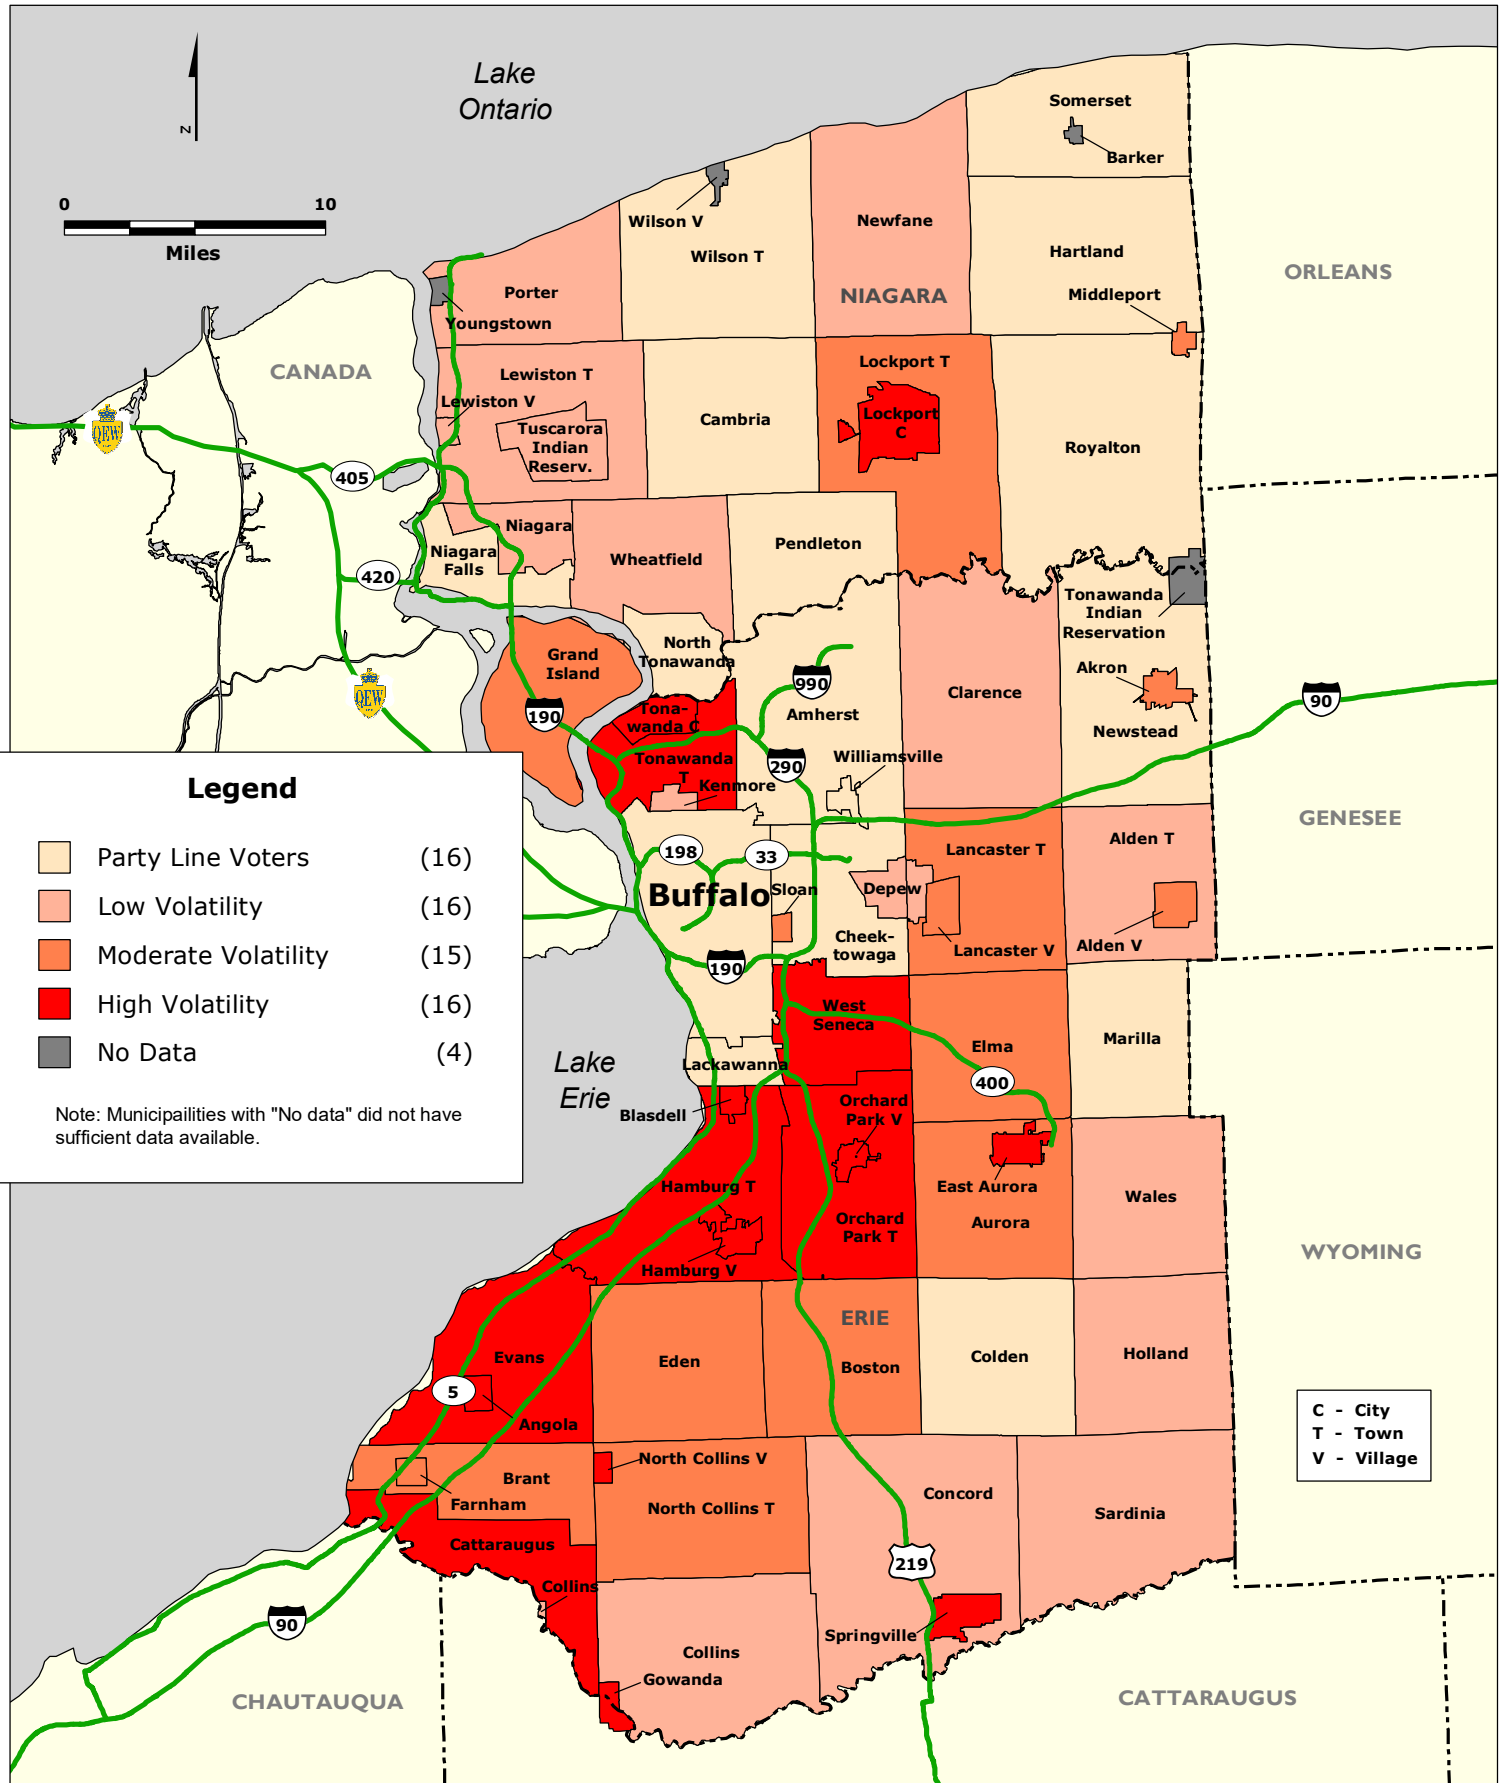 Lake
Ontario
N
0 10
Miles
Somerset
Barker
Wilson V
Wilson T
Newfane
Hartland
ORLEANS
NIAGARA
Middleport
Porter
Youngstown
CANADA
Lewiston T
Lewiston V
Tuscarora
Indian
Reserv.
Cambria
Lockport T
Lockport
C
Royalton
QEW
405
Niagara
Niagara
Falls
Wheatfield
Pendleton
420
Tonawanda
Indian
Reservation
North
Tonawanda
Grand
Island
Akron
990
Clarence
90
QEW
190
Tona-
wanda C
Amherst
Newstead
Tonawanda
T
Kenmore
290
Williamsville
GENESEE
Legend
Party Line Voters (16)
Low Volatility (16)
Moderate Volatility (15)
High Volatility (16)
No Data (4)
Note: Municipailities with "No data" did not have
sufficient data available.
198
33
Lancaster T
Alden T
Buffalo
Sloan
Depew
Cheek-
towaga
Lancaster V
Alden V
190
West
Seneca
Elma
Marilla
Lake
Erie
Lackawanna
400
Blasdell
Orchard
Park V
Hamburg T
East Aurora
Wales
Orchard
Park T
Aurora
WYOMING
Hamburg V
ERIE
Evans
Eden
Boston
Colden
Holland
5
Angola
C - City
T - Town
V - Village
North Collins V
Brant
Farnham
North Collins T
Concord
Sardinia
Cattaraugus
219
Collins
90
Springville
Collins
Gowanda
CHAUTAUQUA
CATTARAUGUS